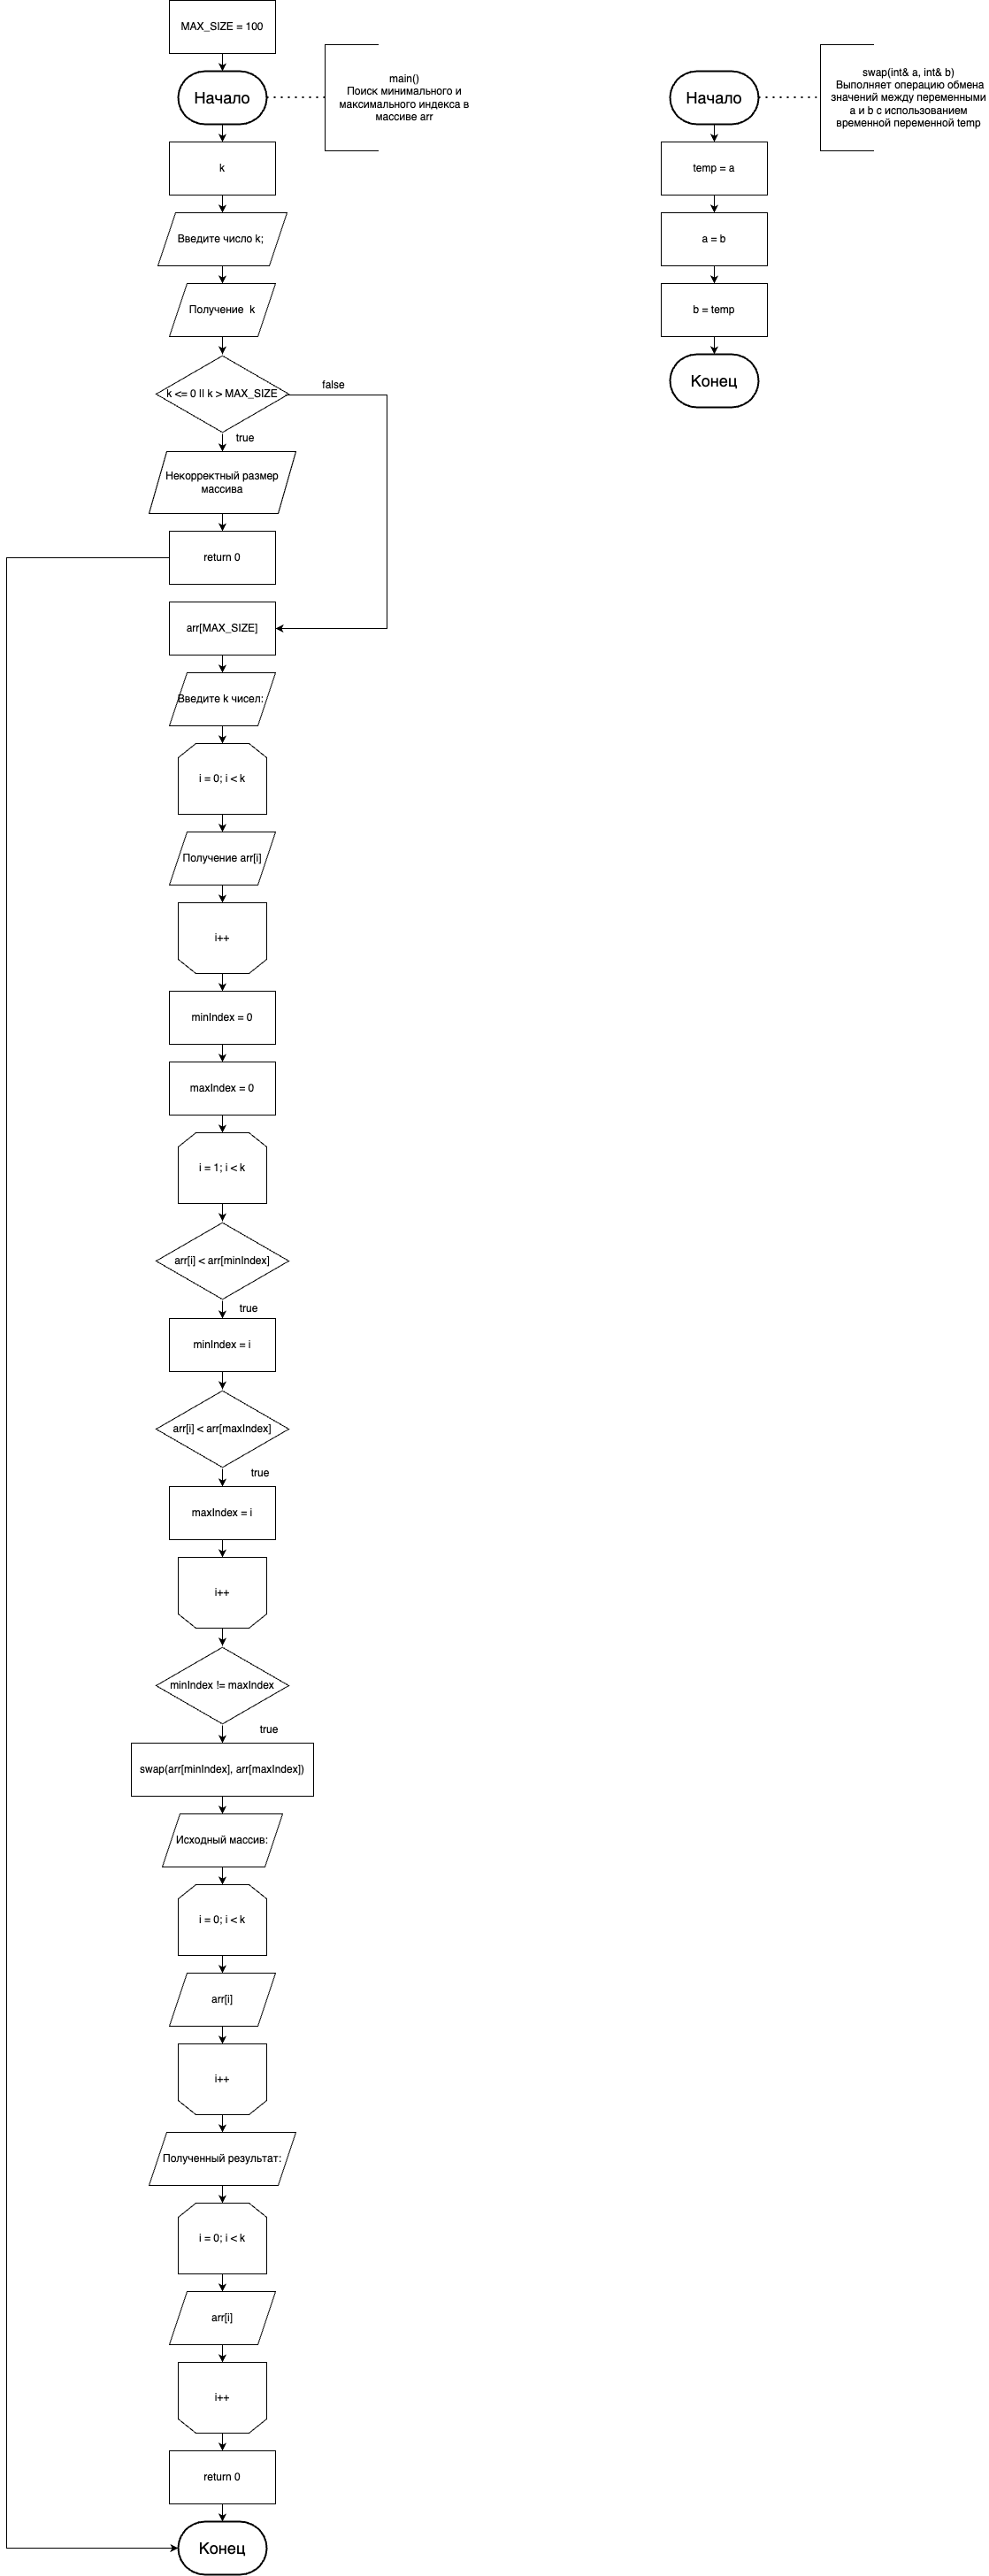 MAX_SIZE = 100
Начало
main()
Поиск минимального и
максимального индекса в
массиве arr
k
Введите число k;
Получение k
k <= 0 || k > MAX_SIZE
false
true
Некорректный размер
массива
return 0
arr[MAX_SIZE]
Введите k чисел:
i = 0; i < k
Получение arr[i]
i++
minIndex = 0
maxIndex = 0
i = 1; i < k
arr[i] < arr[minIndex]
true
minIndex = i
arr[i] < arr[maxIndex]
true
maxIndex = i
i++
minIndex != maxIndex
true
swap(arr[minIndex], arr[maxIndex])
Исходный массив:
i = 0; i < k
arr[i]
i++
Полученный результат:
i = 0; i < k
arr[i]
i++
return 0
Конец
Начало
swap(int& a, int& b)
Выполняет операцию обмена
значений между переменными
a и b с использованием
временной переменной temp
temp = a
a = b
b = temp
Конец